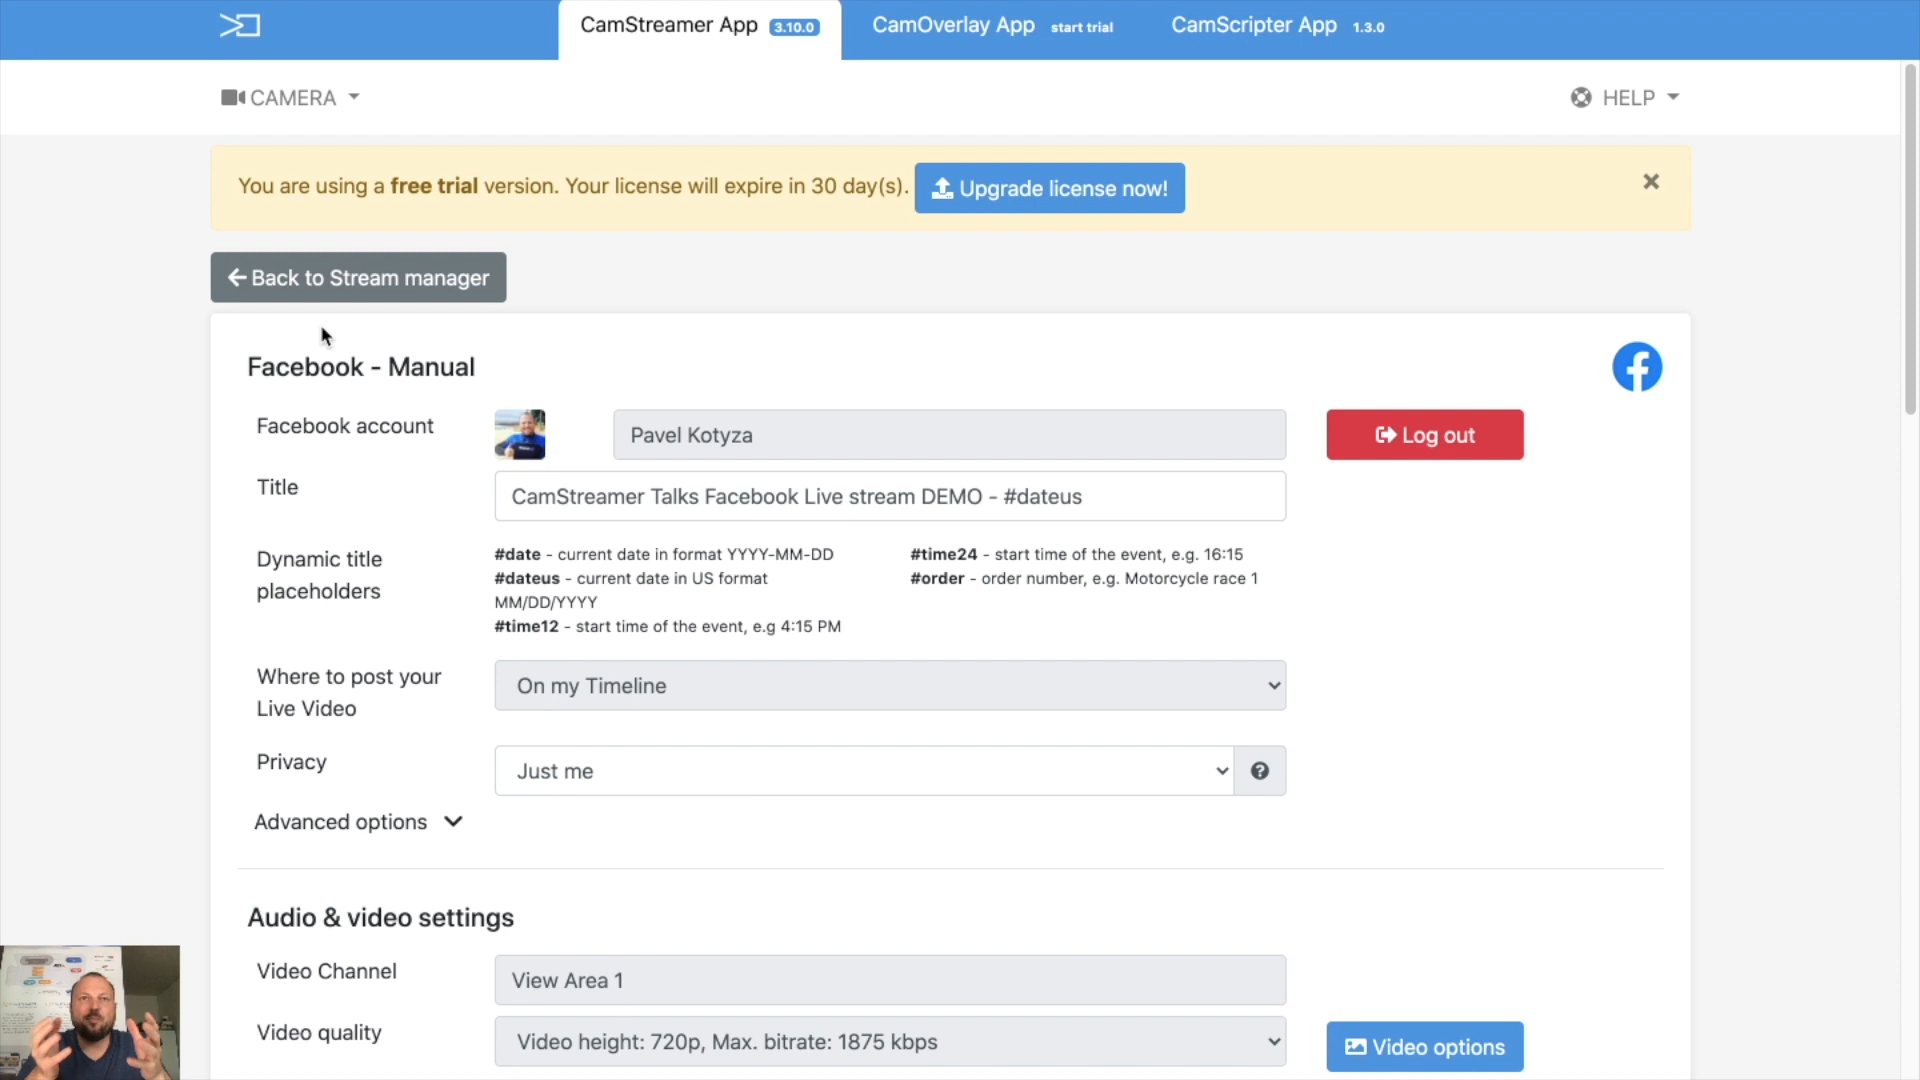 CamStreamer App 3.10.0
CamOverlay App start trial
CamScripter App 1.3.0
CAMERA
HELP
You are using a free trial version. Your license will expire in 30 day(s).
Upgrade license now!
Back to Stream manager
Facebook - Manual
Facebook account
Pavel Kotyza
Log out
Title
CamStreamer Talks Facebook Live stream DEMO - #dateus
Dynamic title
placeholders
#date - current date in format YYYY-MM-DD
#dateus - current date in US format
MM/DD/YYYY
#time12 - start time of the event, e.g 4:15 PM
#time24 - start time of the event, e.g. 16:15
#order - order number, e.g. Motorcycle race 1
Where to post your
Live Video
On my Timeline
Privacy
Just me
Advanced options
Audio & video settings
Video Channel
View Area 1
Video quality
Video height: 720p, Max. bitrate: 1875 kbps
Video options